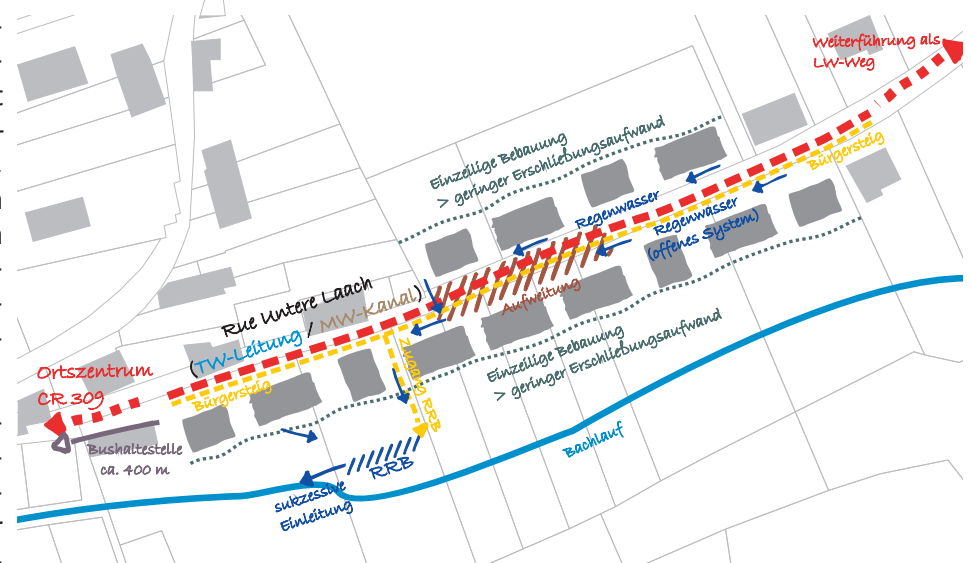 Weiterführung als
LW-Weg
Einzeilige Bebauung
> geringer Erschließungsaufwand
Bürgersteig
Regenwasser
Regenwasser
(offenes System)
Aufweitung
Rue Untere Laach
(TW-Leitung / MW-Kanal)
Einzeilige Bebauung
> geringer Erschließungsaufwand
Ortszentrum
CR 309
Bürgersteig
Zugang RRB
Bushaltestelle
ca. 400 m
RRB
Bachlauf
sukzessive
Einleitung